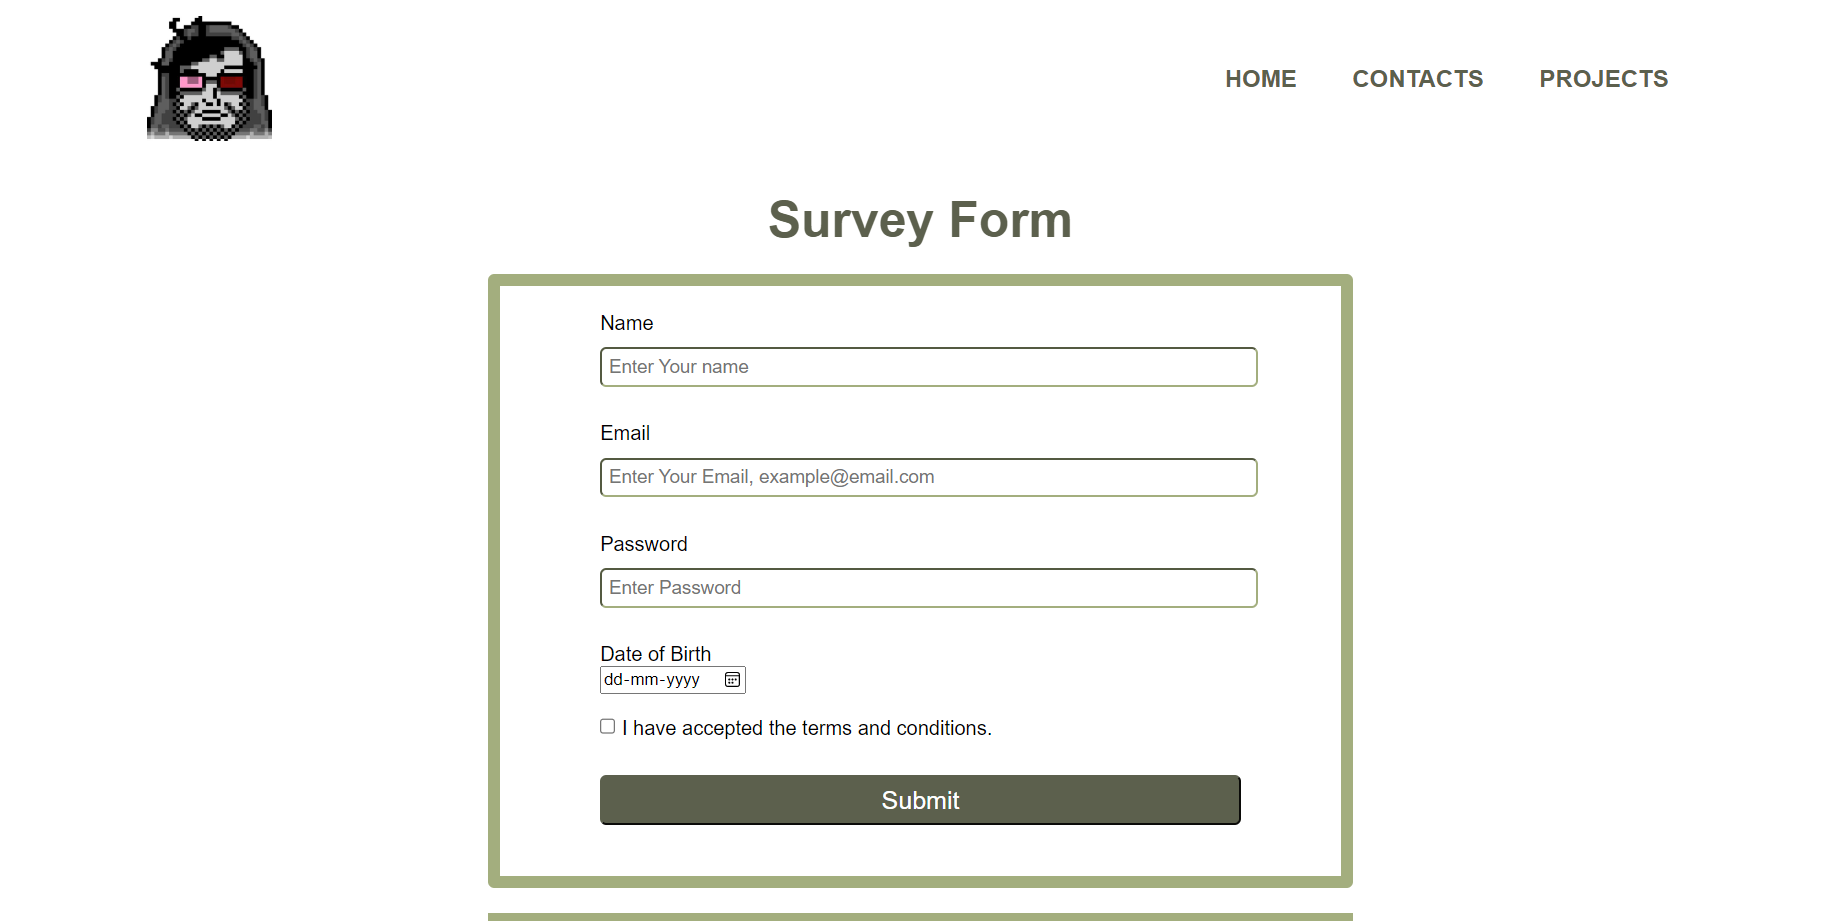 HOME CONTACTS PROJECTS
Survey Form
Name
Enter Your name
Email
Enter Your Email, example@email.com
Password
Enter Password
Date of Birth
dd-mm-yyyy
I have accepted the terms and conditions.
Submit